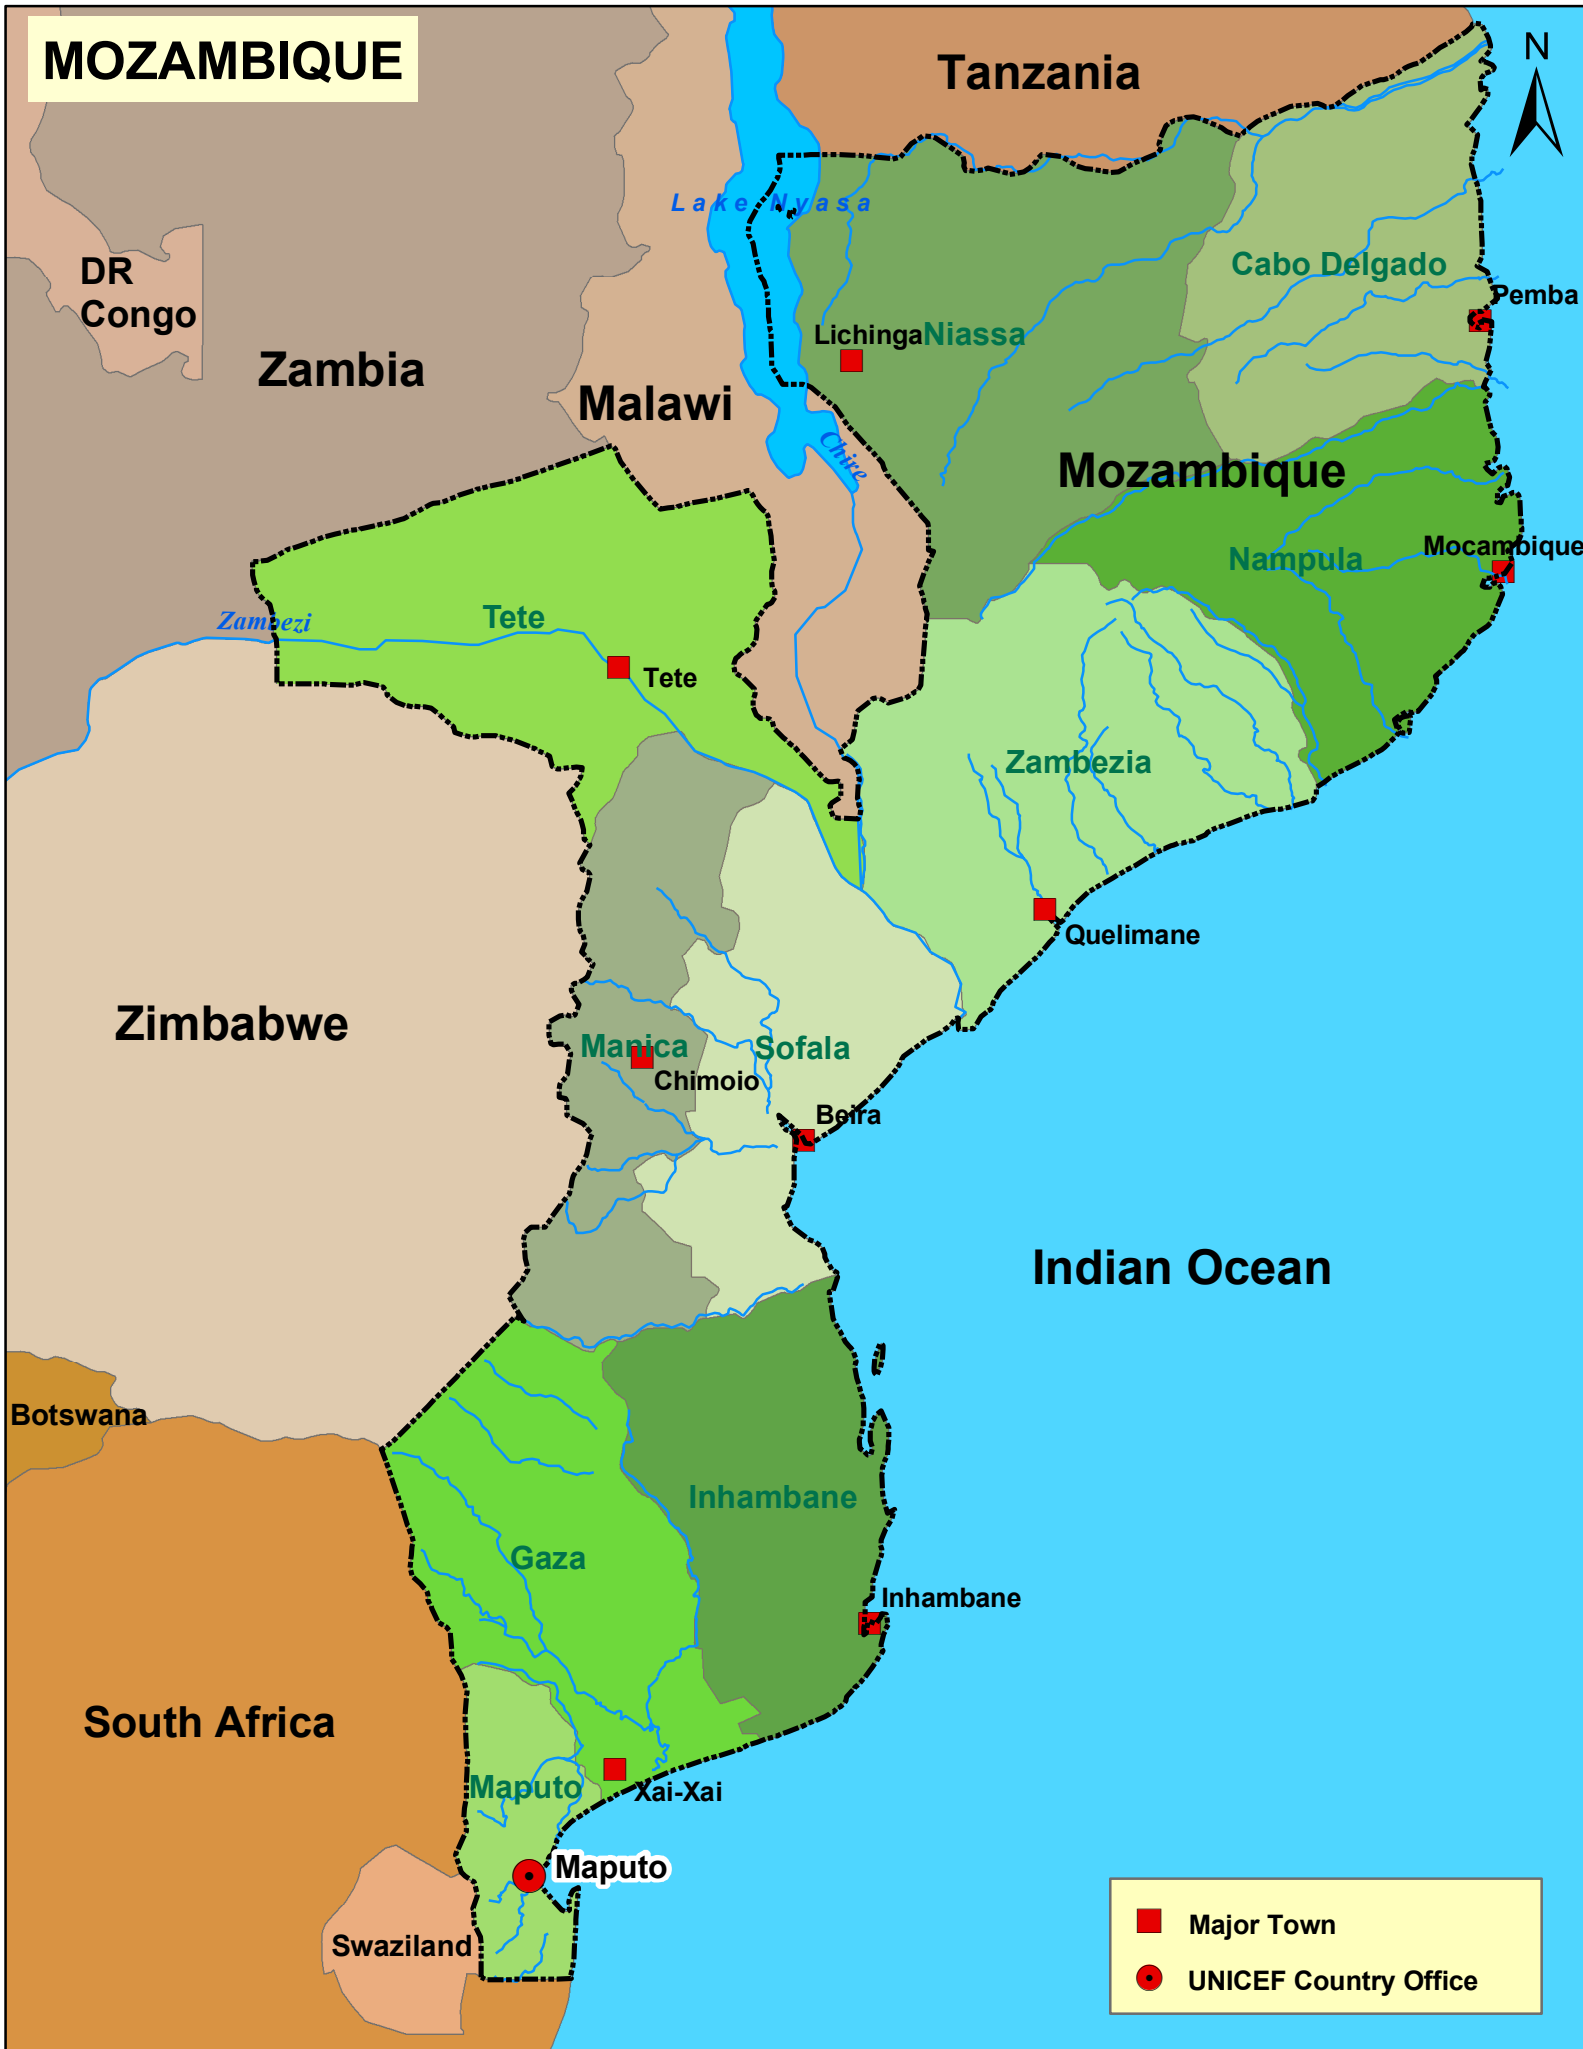 MOZAMBIQUE
Tanzania
N
Lake Nyasa
DR
Congo
Cabo Delgado
Pemba
Lichinga
Niassa
Zambia
Malawi
Chire
Mozambique
Mocambique
Nampula
Zambezi
Tete
Tete
Zambezia
Quelimane
Zimbabwe
Manica
Sofala
Chimoio
Beira
Indian Ocean
Botswana
Inhambane
Gaza
Inhambane
South Africa
Maputo
Xai-Xai
Maputo
Swaziland
Major Town
UNICEF Country Office